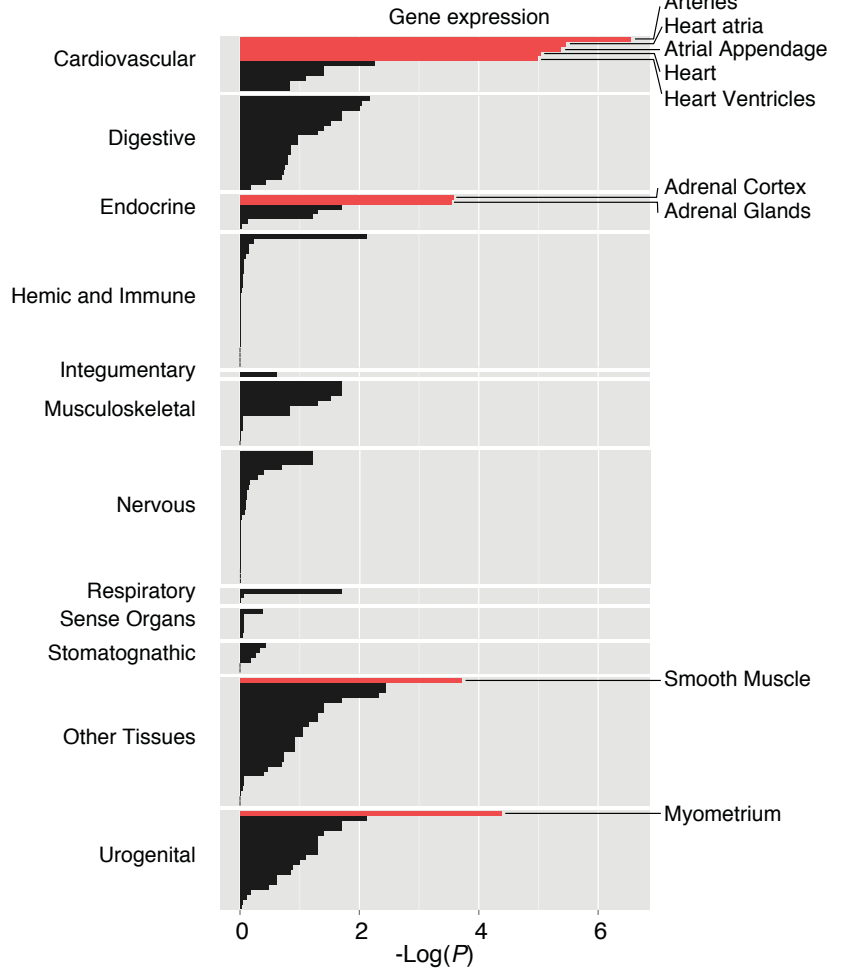 Arteries
Gene expression
Heart atria
Cardiovascular
Atrial Appendage
Heart
Heart Ventricles
Digestive
Adrenal Cortex
Endocrine
Adrenal Glands
Hemic and Immune
Integumentary
Musculoskeletal
Nervous
Respiratory
Sense Organs
Stomatognathic
Smooth Muscle
Other Tissues
Myometrium
Urogenital
0 2 4 6
-Log(P)